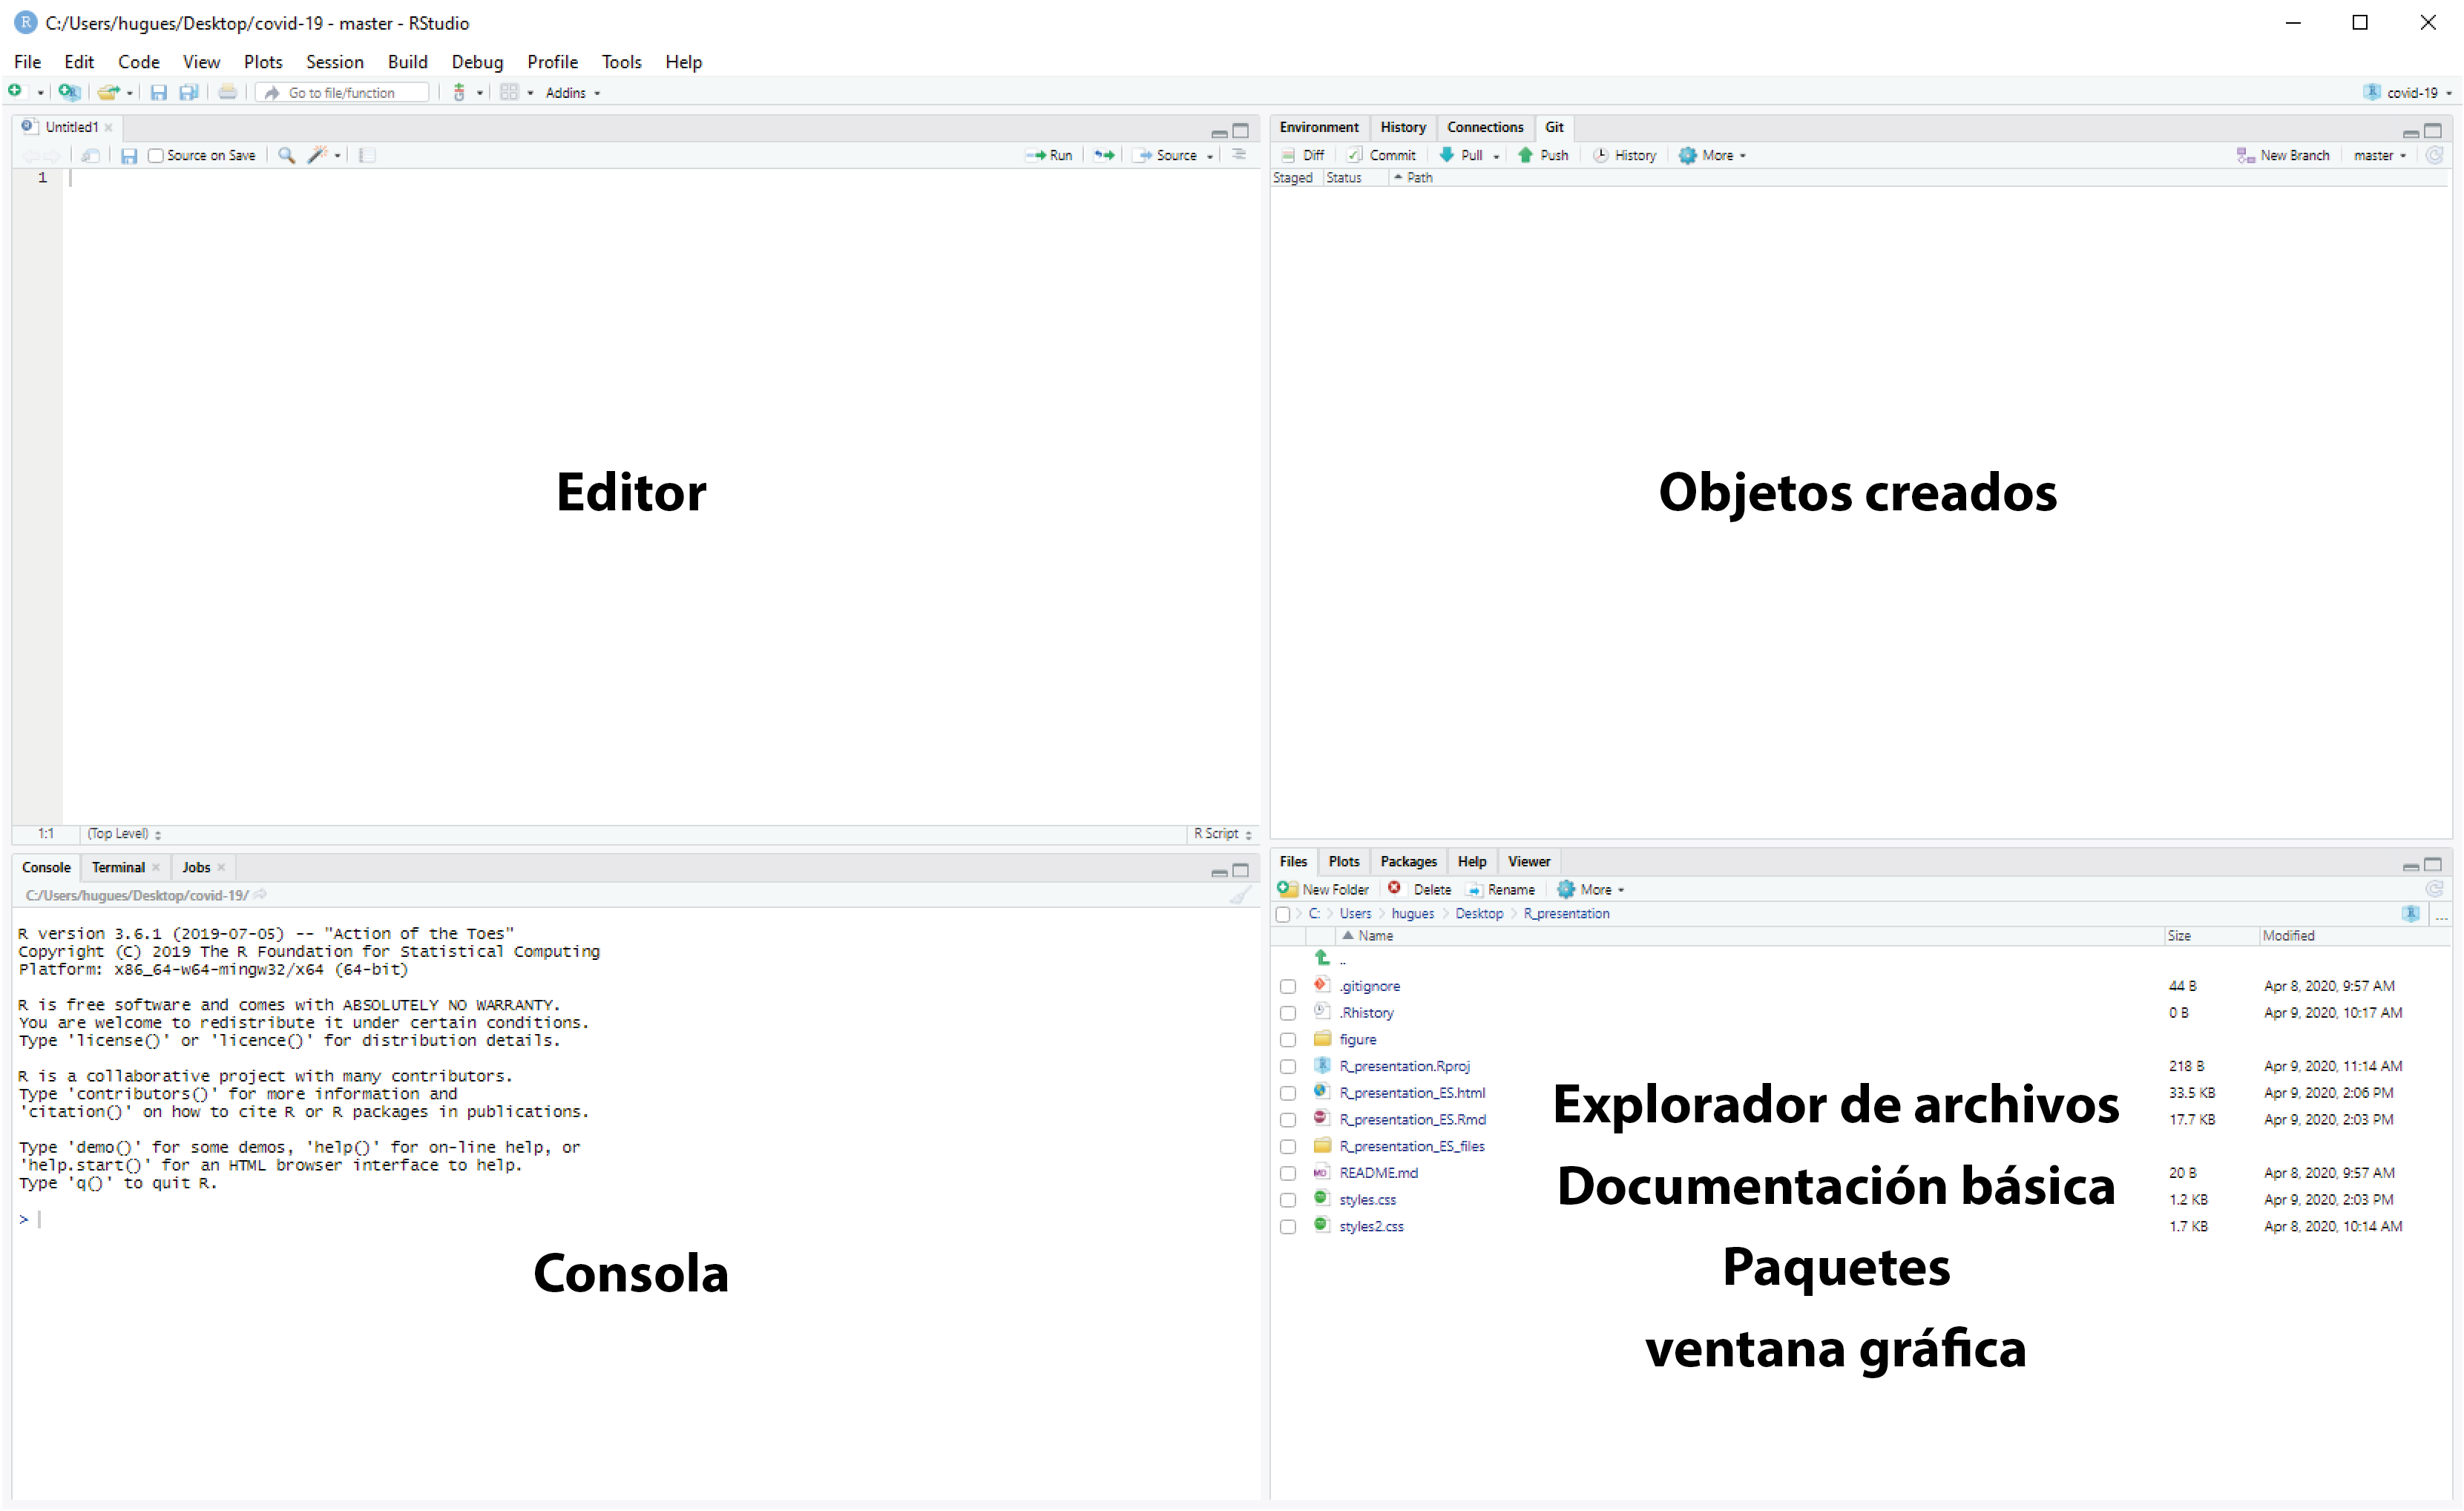 C:/Users/hugues/Desktop/covid-19 - master - RStudio
File Edit Code View Plots Session Build Debug Profile Tools Help
Go to file/function Addins covid-19
Untitled1
Source on Save Run Source
1
Editor
1:1 (Top Level) R Script
Environment History Connections Git
Diff Commit Pull Push History More New Branch master
Staged Status Path
Objetos creados
Console Terminal Jobs
C:/Users/hugues/Desktop/covid-19/
R version 3.6.1 (2019-07-05) -- "Action of the Toes"
Copyright (C) 2019 The R Foundation for Statistical Computing
Platform: x86_64-w64-mingw32/x64 (64-bit)
R is free software and comes with ABSOLUTELY NO WARRANTY.
You are welcome to redistribute it under certain conditions.
Type 'license()' or 'licence()' for distribution details.
R is a collaborative project with many contributors.
Type 'contributors()' for more information and
'citation()' on how to cite R or R packages in publications.
Type 'demo()' for some demos, 'help()' for on-line help, or
'help.start()' for an HTML browser interface to help.
Type 'q()' to quit R.
>
Consola
Files Plots Packages Help Viewer
New Folder Delete Rename More
C: Users hugues Desktop R_presentation ...
Name Size Modified
..
.gitignore 44 B Apr 8, 2020, 9:57 AM
.Rhistory 0 B Apr 9, 2020, 10:17 AM
figure
R_presentation.Rproj 218 B Apr 9, 2020, 11:14 AM
R_presentation_ES.html 33.5 KB Apr 9, 2020, 2:06 PM
R_presentation_ES.Rmd 17.7 KB Apr 9, 2020, 2:03 PM
R_presentation_ES_files
README.md 20 B Apr 8, 2020, 9:57 AM
styles.css 1.2 KB Apr 9, 2020, 2:03 PM
styles2.css 1.7 KB Apr 8, 2020, 10:14 AM
Explorador de archivos
Documentación básica
Paquetes
ventana gráfica